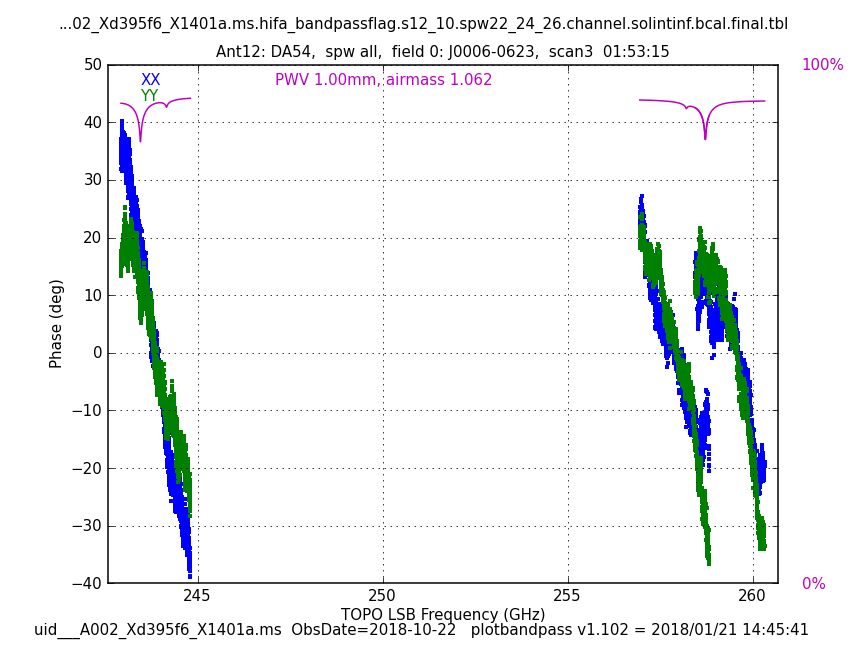 ...02_Xd395f6_X1401a.ms.hifa_bandpassflag.s12_10.spw22_24_26.channel.solintinf.bcal.final.tbl
Ant12: DA54,  spw all,  field 0: J0006-0623,  scan3  01:53:15
50
100%
XX
PWV 1.00mm, airmass 1.062
YY
40
30
20
10
0
−10
−20
−30
−40
0%
Phase (deg)
245
250
255
260
TOPO LSB Frequency (GHz)
uid___A002_Xd395f6_X1401a.ms  ObsDate=2018-10-22   plotbandpass v1.102 = 2018/01/21 14:45:41